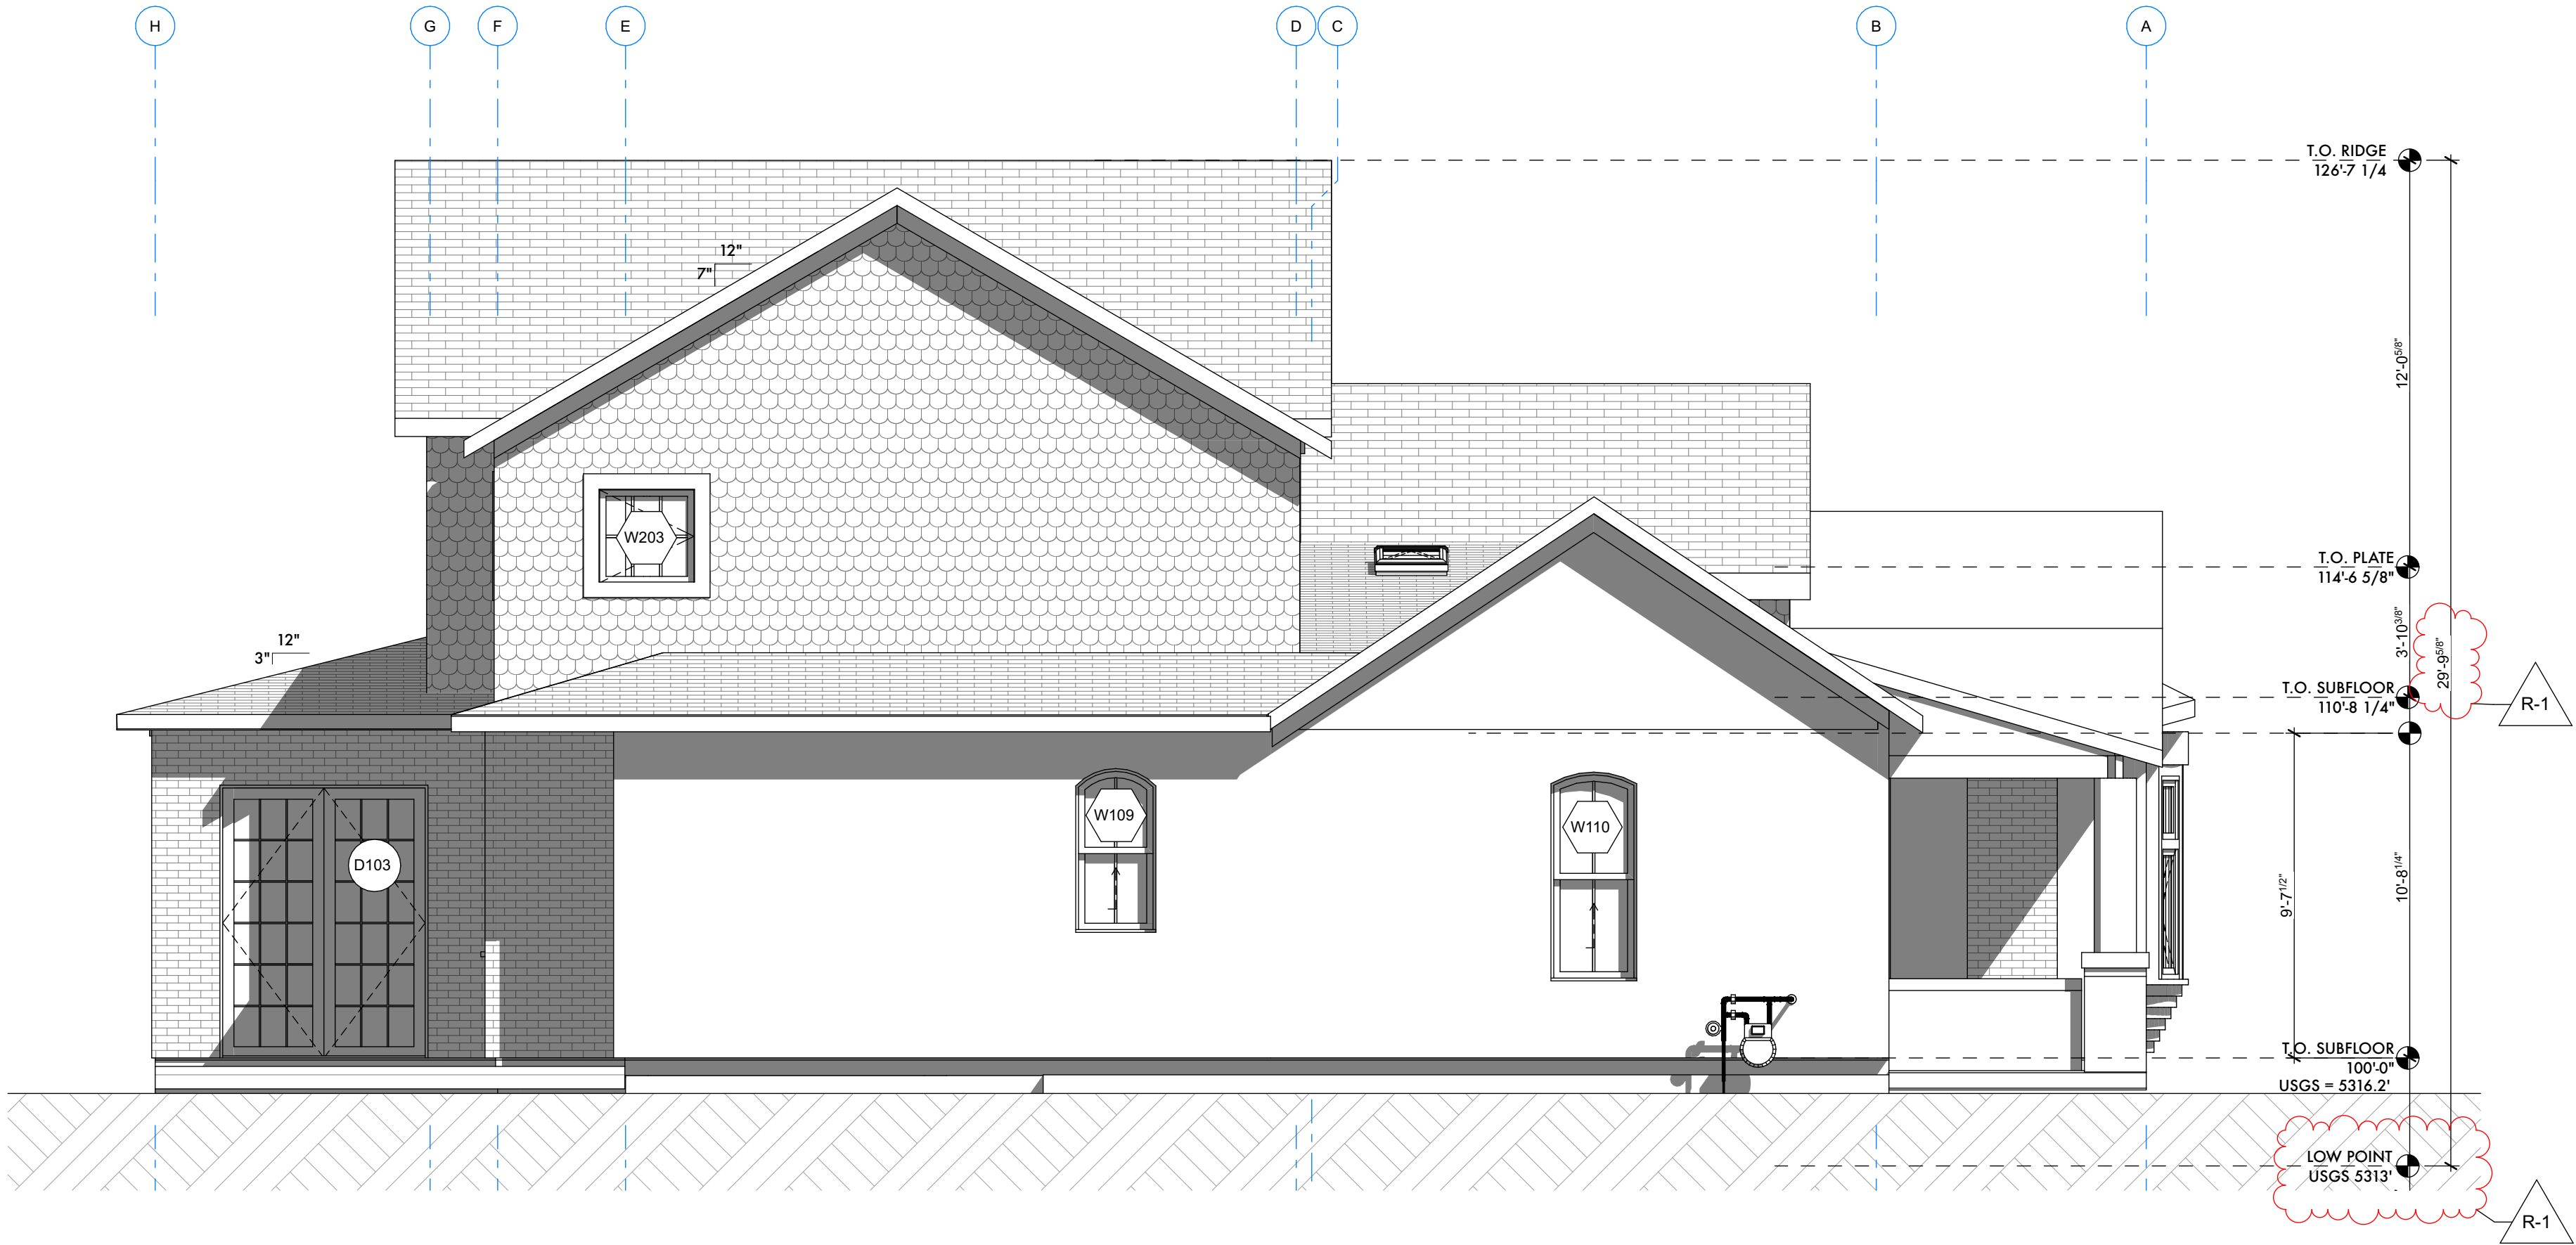 H G F E D C B A
T.O. RIDGE
126'-7 1/4
12"
7"
12'-0 5/8"
W203
T.O. PLATE
114'-6 5/8"
3'-10 3/8"
29'-9 5/8"
12"
3"
T.O. SUBFLOOR
110'-8 1/4"
R-1
W109
W110
D103
9'-7 1/2"
10'-8 1/4"
T.O. SUBFLOOR
100'-0"
USGS = 5316.2'
LOW POINT
USGS 5313'
R-1